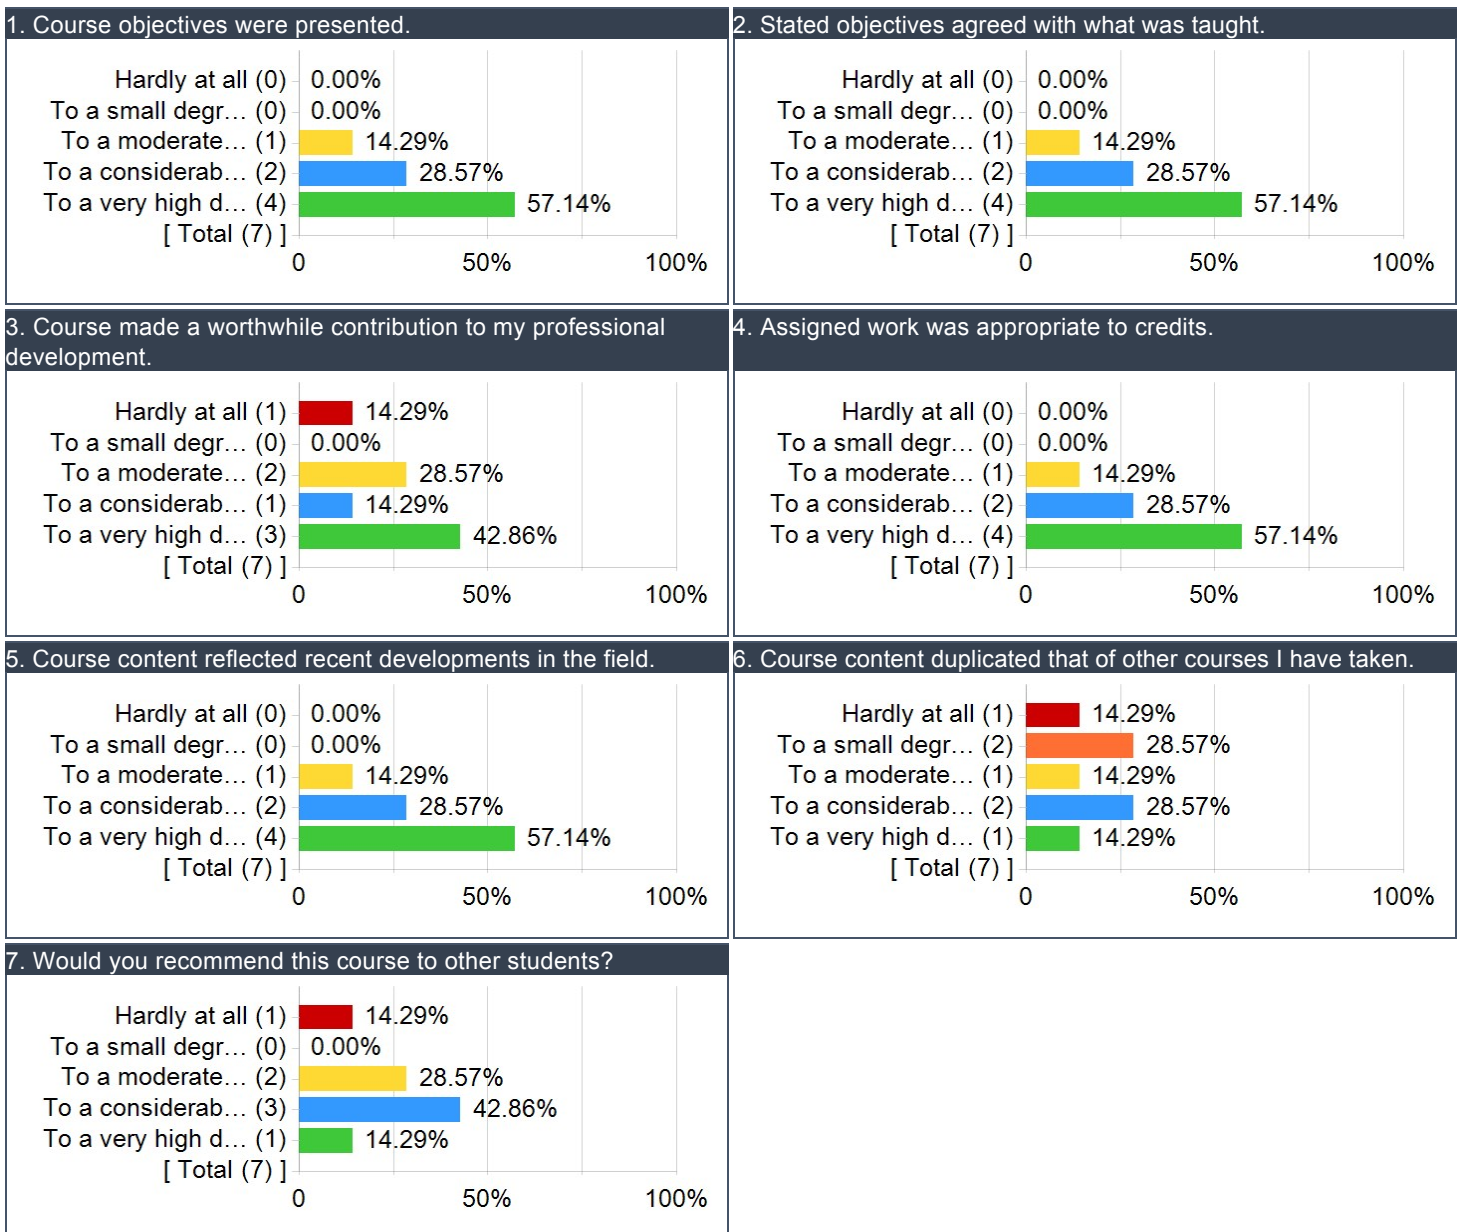 1. Course objectives were presented.
Hardly at all (0) 0.00%
To a small degr... (0) 0.00%
To a moderate... (1) 14.29%
To a considerab... (2) 28.57%
To a very high d... (4) 57.14%
[ Total (7) ]
0 50% 100%
2. Stated objectives agreed with what was taught.
Hardly at all (0) 0.00%
To a small degr... (0) 0.00%
To a moderate... (1) 14.29%
To a considerab... (2) 28.57%
To a very high d... (4) 57.14%
[ Total (7) ]
0 50% 100%
3. Course made a worthwhile contribution to my professional
development.
Hardly at all (1) 14.29%
To a small degr... (0) 0.00%
To a moderate... (2) 28.57%
To a considerab... (1) 14.29%
To a very high d... (3) 42.86%
[ Total (7) ]
0 50% 100%
4. Assigned work was appropriate to credits.
Hardly at all (0) 0.00%
To a small degr... (0) 0.00%
To a moderate... (1) 14.29%
To a considerab... (2) 28.57%
To a very high d... (4) 57.14%
[ Total (7) ]
0 50% 100%
5. Course content reflected recent developments in the field.
Hardly at all (0) 0.00%
To a small degr... (0) 0.00%
To a moderate... (1) 14.29%
To a considerab... (2) 28.57%
To a very high d... (4) 57.14%
[ Total (7) ]
0 50% 100%
6. Course content duplicated that of other courses I have taken.
Hardly at all (1) 14.29%
To a small degr... (2) 28.57%
To a moderate... (1) 14.29%
To a considerab... (2) 28.57%
To a very high d... (1) 14.29%
[ Total (7) ]
0 50% 100%
7. Would you recommend this course to other students?
Hardly at all (1) 14.29%
To a small degr... (0) 0.00%
To a moderate... (2) 28.57%
To a considerab... (3) 42.86%
To a very high d... (1) 14.29%
[ Total (7) ]
0 50% 100%